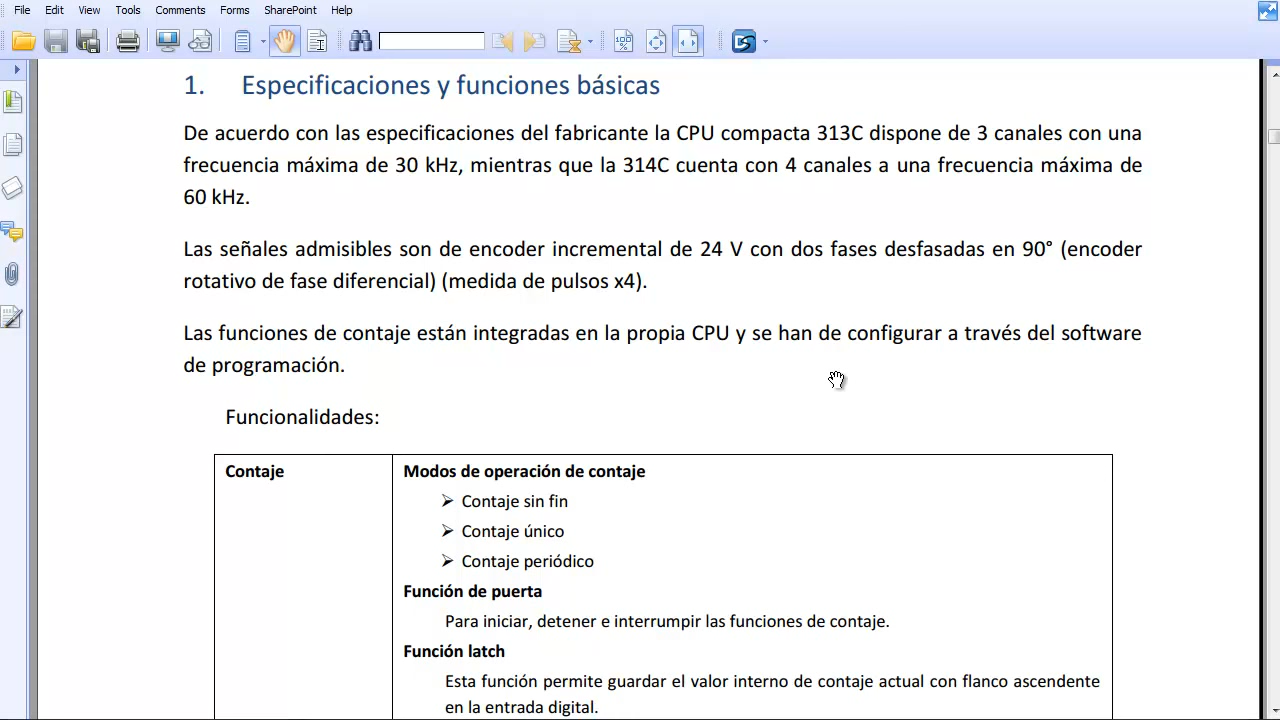 File Edit View Tools Comments Forms SharePoint Help
1. Especificaciones y funciones básicas
De acuerdo con las especificaciones del fabricante la CPU compacta 313C dispone de 3 canales con una
frecuencia máxima de 30 kHz, mientras que la 314C cuenta con 4 canales a una frecuencia máxima de
60 kHz.
Las señales admisibles son de encoder incremental de 24 V con dos fases desfasadas en 90° (encoder
rotativo de fase diferencial) (medida de pulsos x4).
Las funciones de contaje están integradas en la propia CPU y se han de configurar a través del software
de programación.
Funcionalidades:
Contaje
Modos de operación de contaje
➢ Contaje sin fin
➢ Contaje único
➢ Contaje periódico
Función de puerta
Para iniciar, detener e interrumpir las funciones de contaje.
Función latch
Esta función permite guardar el valor interno de contaje actual con flanco ascendente
en la entrada digital.